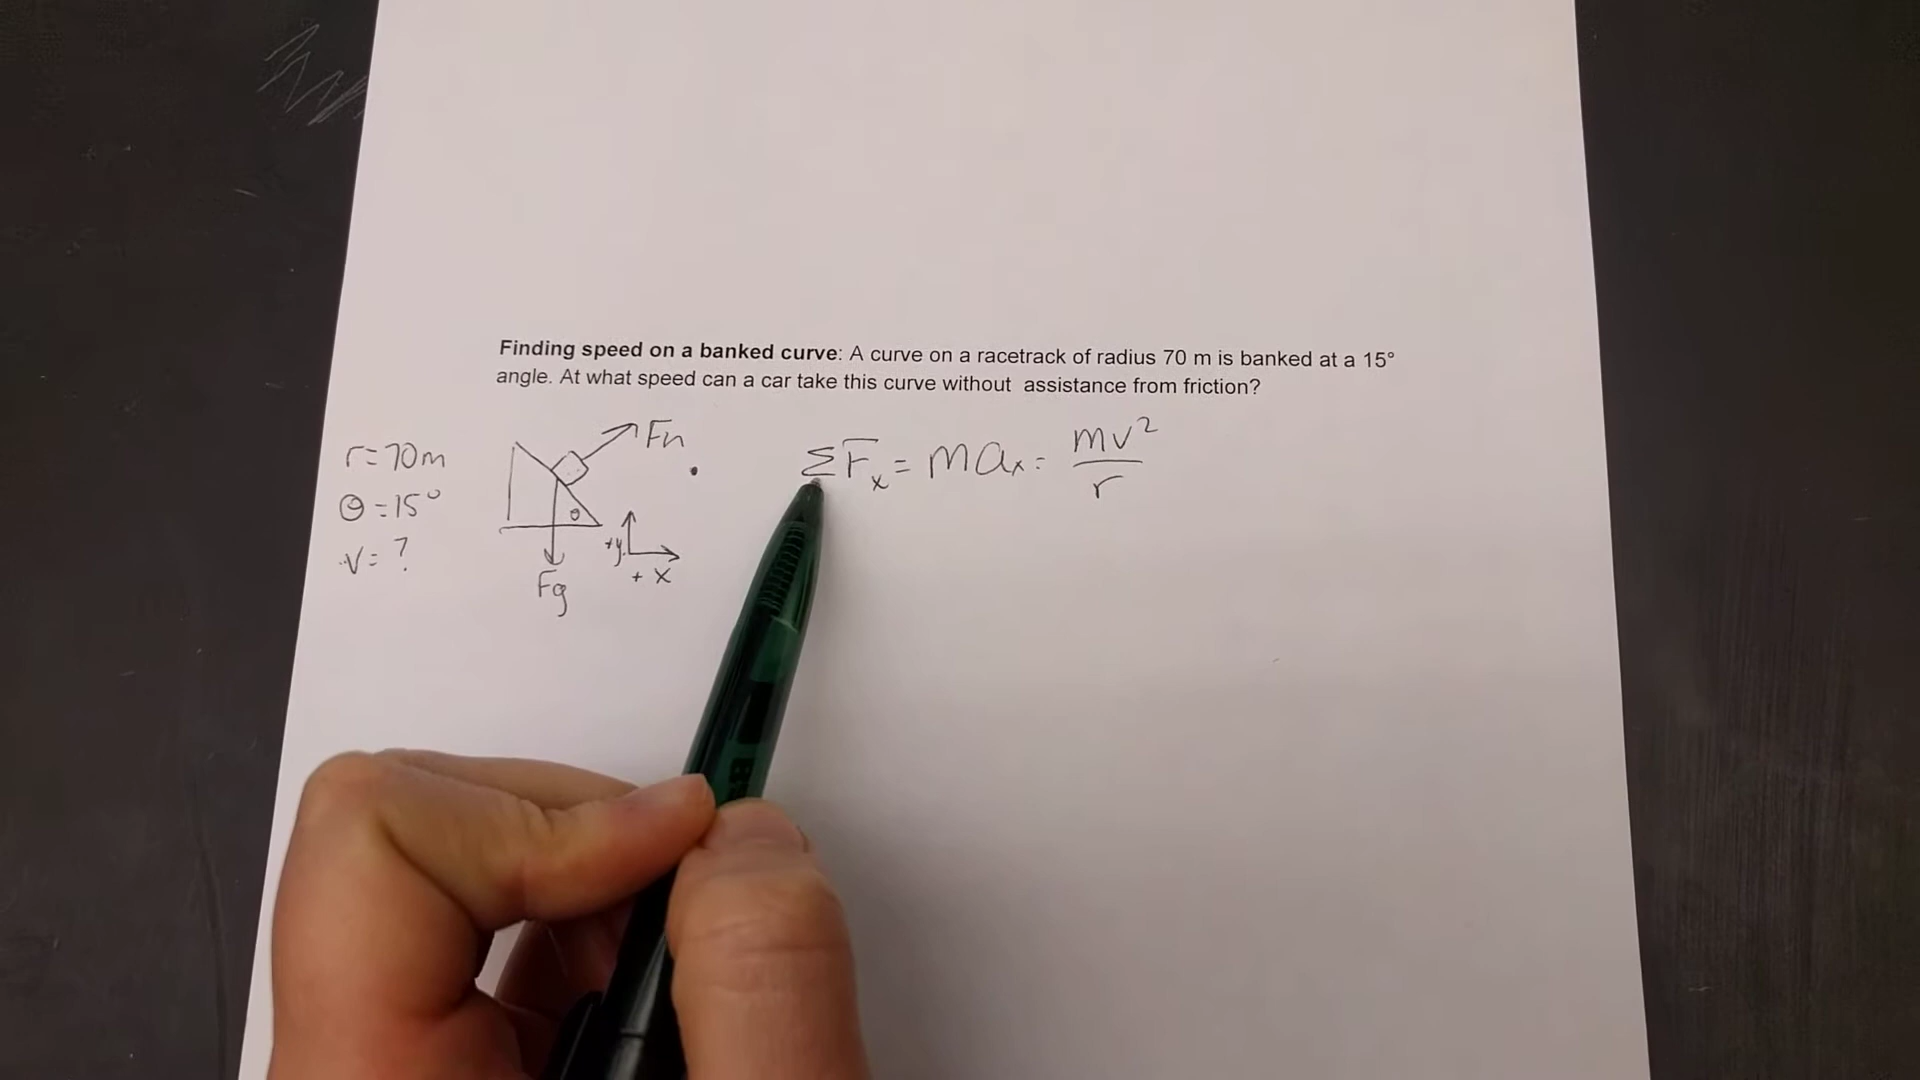 Finding speed on a banked curve: A curve on a racetrack of radius 70 m is banked at a 15°
angle. At what speed can a car take this curve without assistance from friction?
r=70m
θ=15°
v=?
Fn
θ
+y
+x
Fg
ΣFx = max = mv²/r